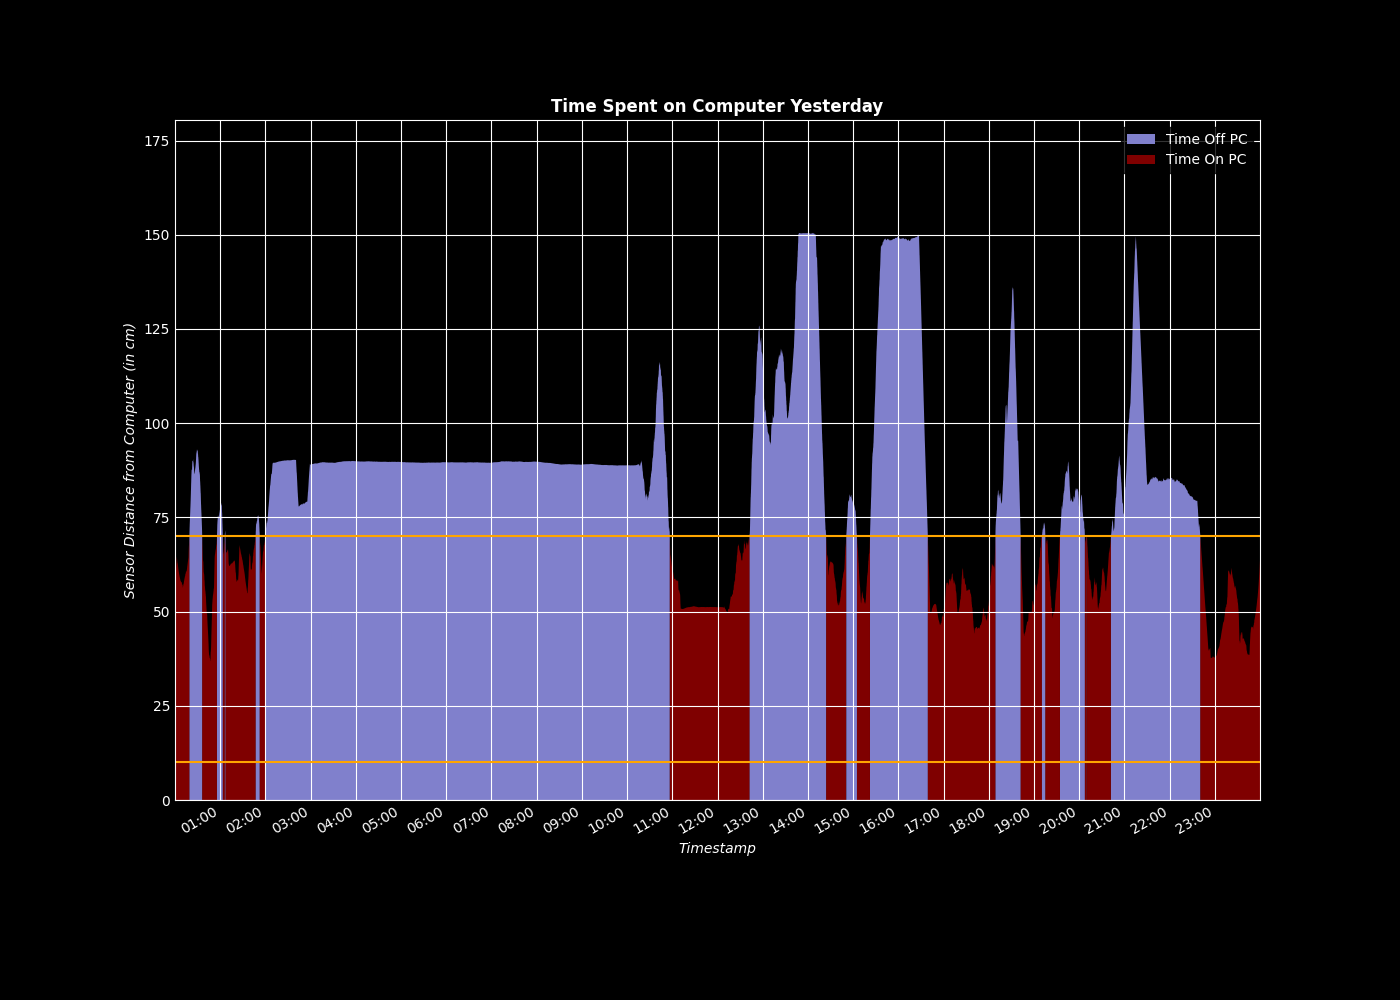 Time Spent on Computer Yesterday
Time Off PC
Time On PC
175
150
125
100
75
50
25
0
Sensor Distance from Computer (in cm)
01:00 02:00 03:00 04:00 05:00 06:00 07:00 08:00 09:00 10:00 11:00 12:00 13:00 14:00 15:00 16:00 17:00 18:00 19:00 20:00 21:00 22:00 23:00
Timestamp